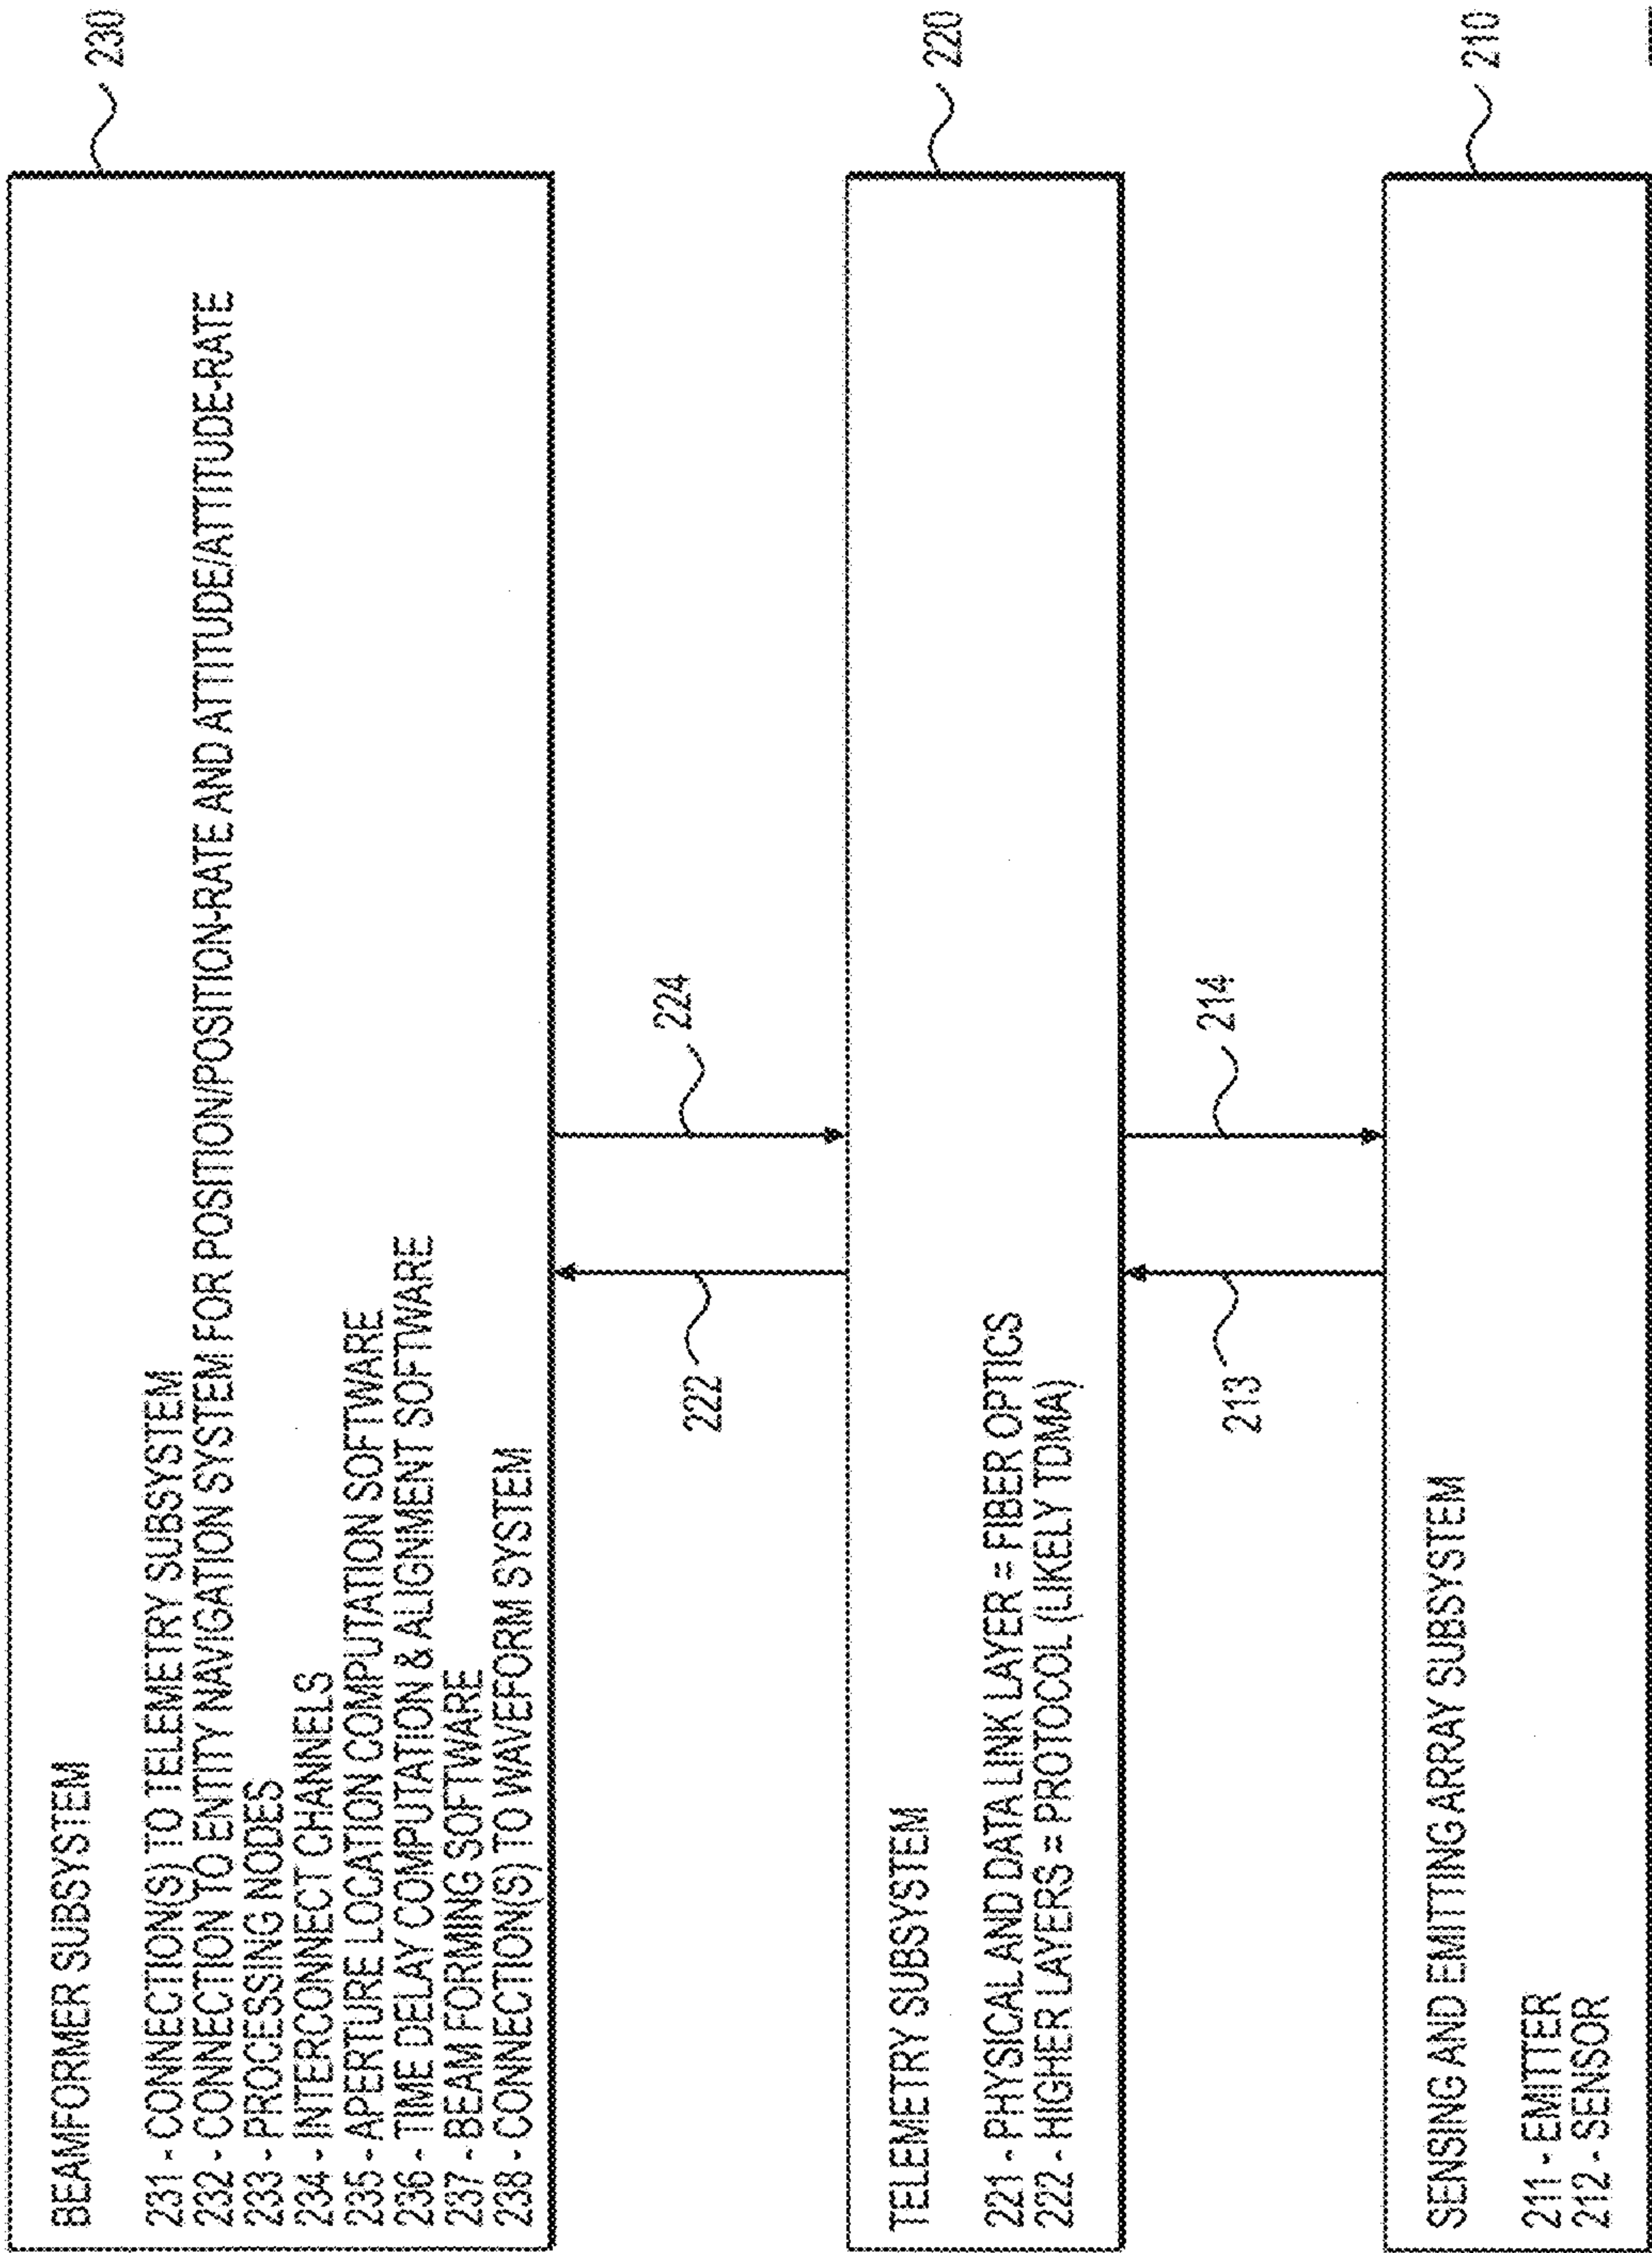 230
BEAMFORMER SUBSYSTEM
231 - CONNECTION(S) TO TELEMETRY SUBSYSTEM
232 - CONNECTION TO ENTITY NAVIGATION SYSTEM FOR POSITION/POSITION-RATE AND ATTITUDE/ATTITUDE-RATE
233 - PROCESSING NODES
234 - INTERCONNECT CHANNELS
235 - APERTURE LOCATION COMPUTATION SOFTWARE
236 - TIME DELAY COMPUTATION & ALIGNMENT SOFTWARE
237 - BEAM FORMING SOFTWARE
238 - CONNECTION(S) TO WAVEFORM SYSTEM
222
224
220
TELEMETRY SUBSYSTEM
221 - PHYSICAL AND DATA LINK LAYER = FIBER OPTICS
222 - HIGHER LAYERS = PROTOCOL (LIKELY TDMA)
213
214
210
SENSING AND EMITTING ARRAY SUBSYSTEM
211 - EMITTER
212 - SENSOR